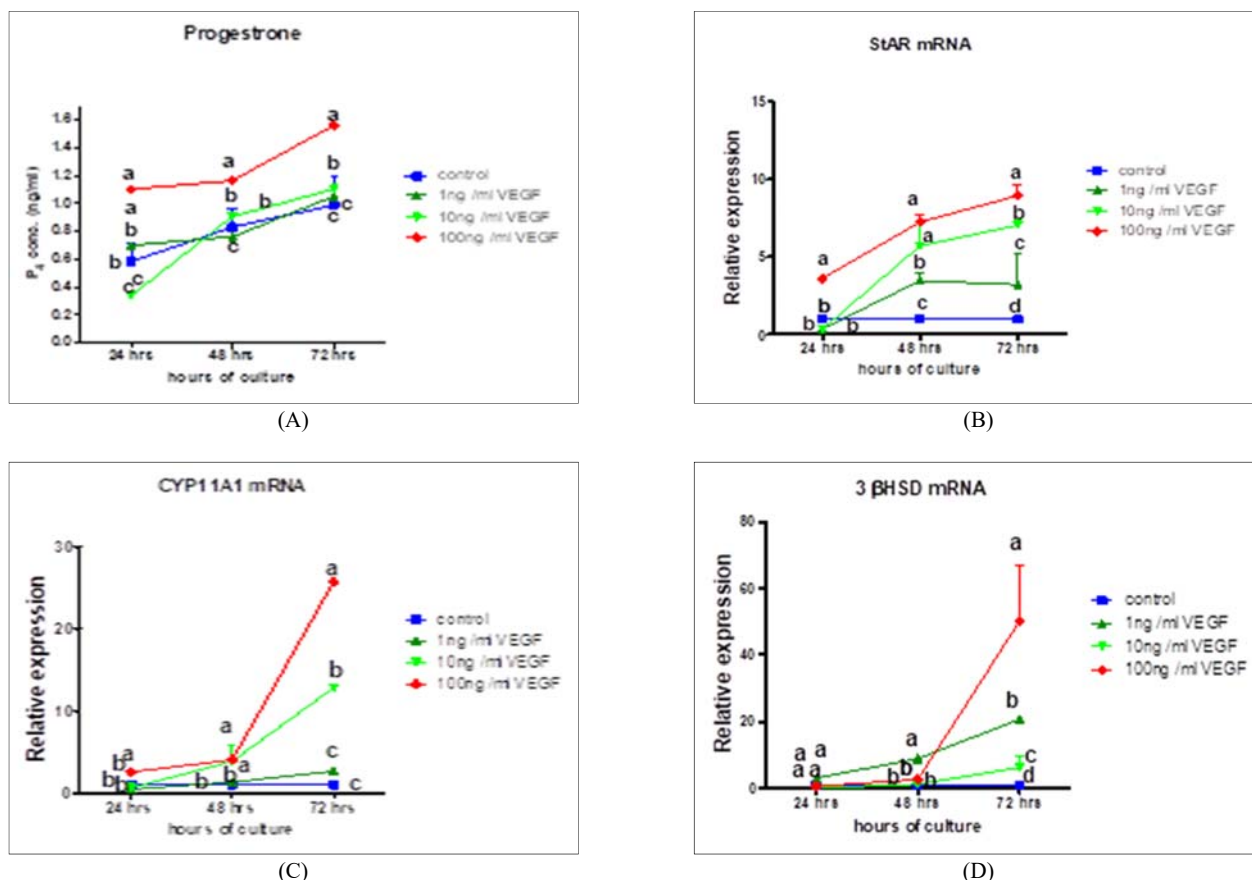 Progestrone
P4 conc. (ng/ml)
1.6
1.4
1.2
1.0
0.8
0.6
0.4
0.2
0.0
a
a
a
a
b
b
b
b
b
c
c
c
c c
24 hrs
48 hrs
72 hrs
hours of culture
control
1ng /ml VEGF
10ng /ml VEGF
100ng /ml VEGF
(A)
StAR mRNA
Relative expression
15
10
5
0
a
a
a
a
b
b
b
c
b
c
d
b
b
24 hrs
48 hrs
72 hrs
hours of culture
control
1ng /ml VEGF
10ng /ml VEGF
100ng /ml VEGF
(B)
CYP11A1 mRNA
Relative expression
30
20
10
0
a
a
b
b
a
a
c
b
b
b
b
c
24 hrs
48 hrs
72 hrs
hours of culture
control
1ng /ml VEGF
10ng /ml VEGF
100ng /ml VEGF
(C)
3 βHSD mRNA
Relative expression
80
60
40
20
0
a
b
a
a a
a a
b
b
b
c
d
24 hrs
48 hrs
72 hrs
hours of culture
control
1ng /ml VEGF
10ng /ml VEGF
100ng /ml VEGF
(D)